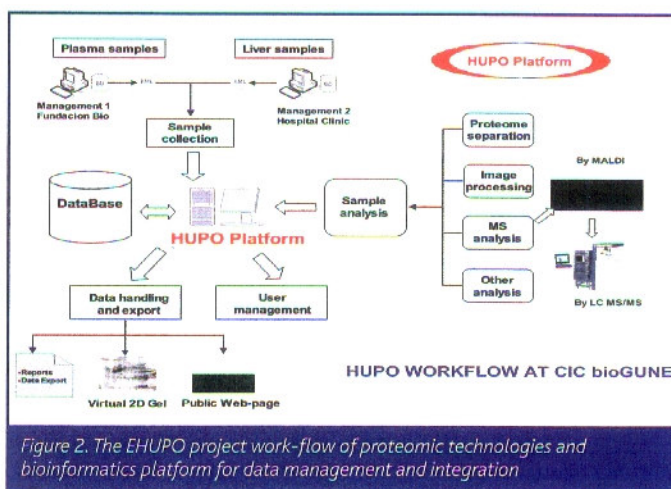 Plasma samples
Liver samples
HUPO Platform
Management 1
Fundacion Bio
Management 2
Hospital Clinic
Sample
collection
Proteome
separation
Image
processing
MS
analysis
Other
analysis
By MALDI
By LC MS/MS
Sample
analysis
DataBase
HUPO Platform
Data handling
and export
User
management
-Reports
-Data Export
Virtual 2D Gel
Public Web-page
HUPO WORKFLOW AT CIC bioGUNE
Figure 2. The EHUPO project work-flow of proteomic technologies and
bioinformatics platform for data management and integration